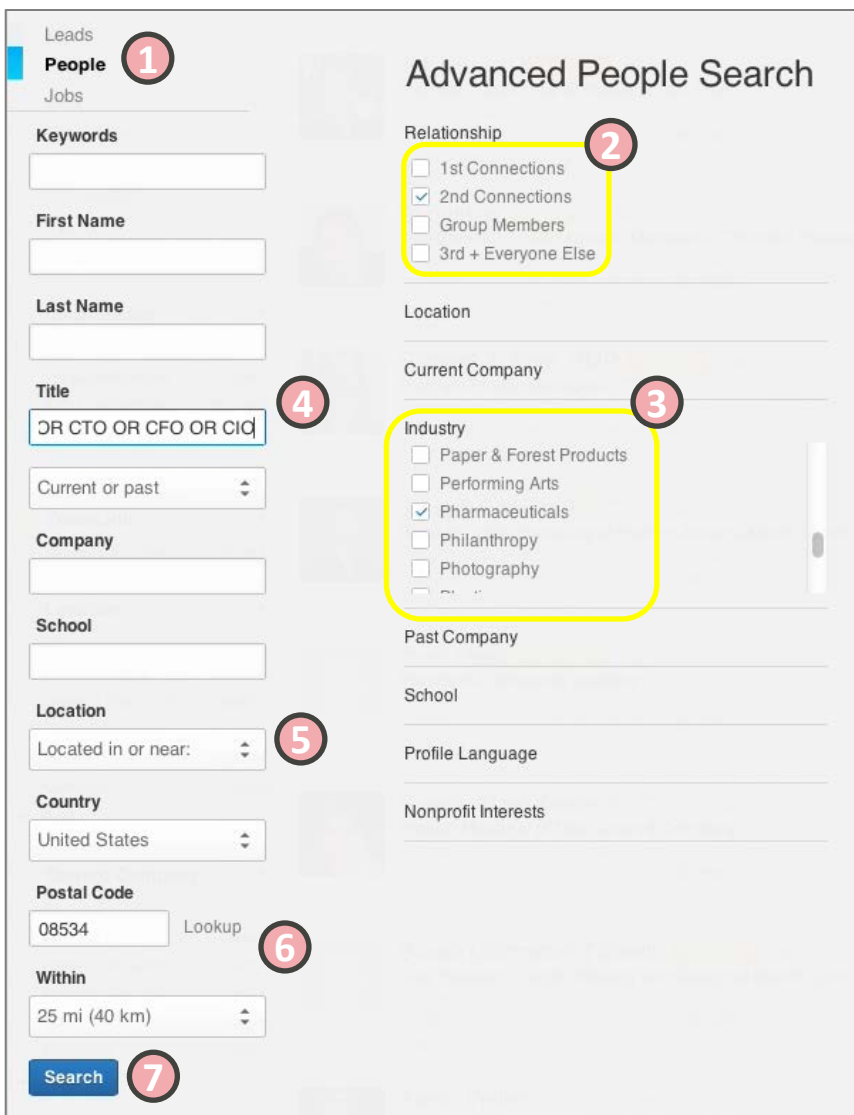 Leads
People
1
Jobs
Keywords
First Name
Last Name
Title
4
OR CTO OR CFO OR CIO
Current or past
Company
School
Location
Located in or near:
5
Country
United States
Postal Code
08534
Lookup
6
Within
25 mi (40 km)
Search
7
Advanced People Search
Relationship
2
1st Connections
2nd Connections
Group Members
3rd + Everyone Else
Location
Current Company
3
Industry
Paper & Forest Products
Performing Arts
Pharmaceuticals
Philanthropy
Photography
Past Company
School
Profile Language
Nonprofit Interests